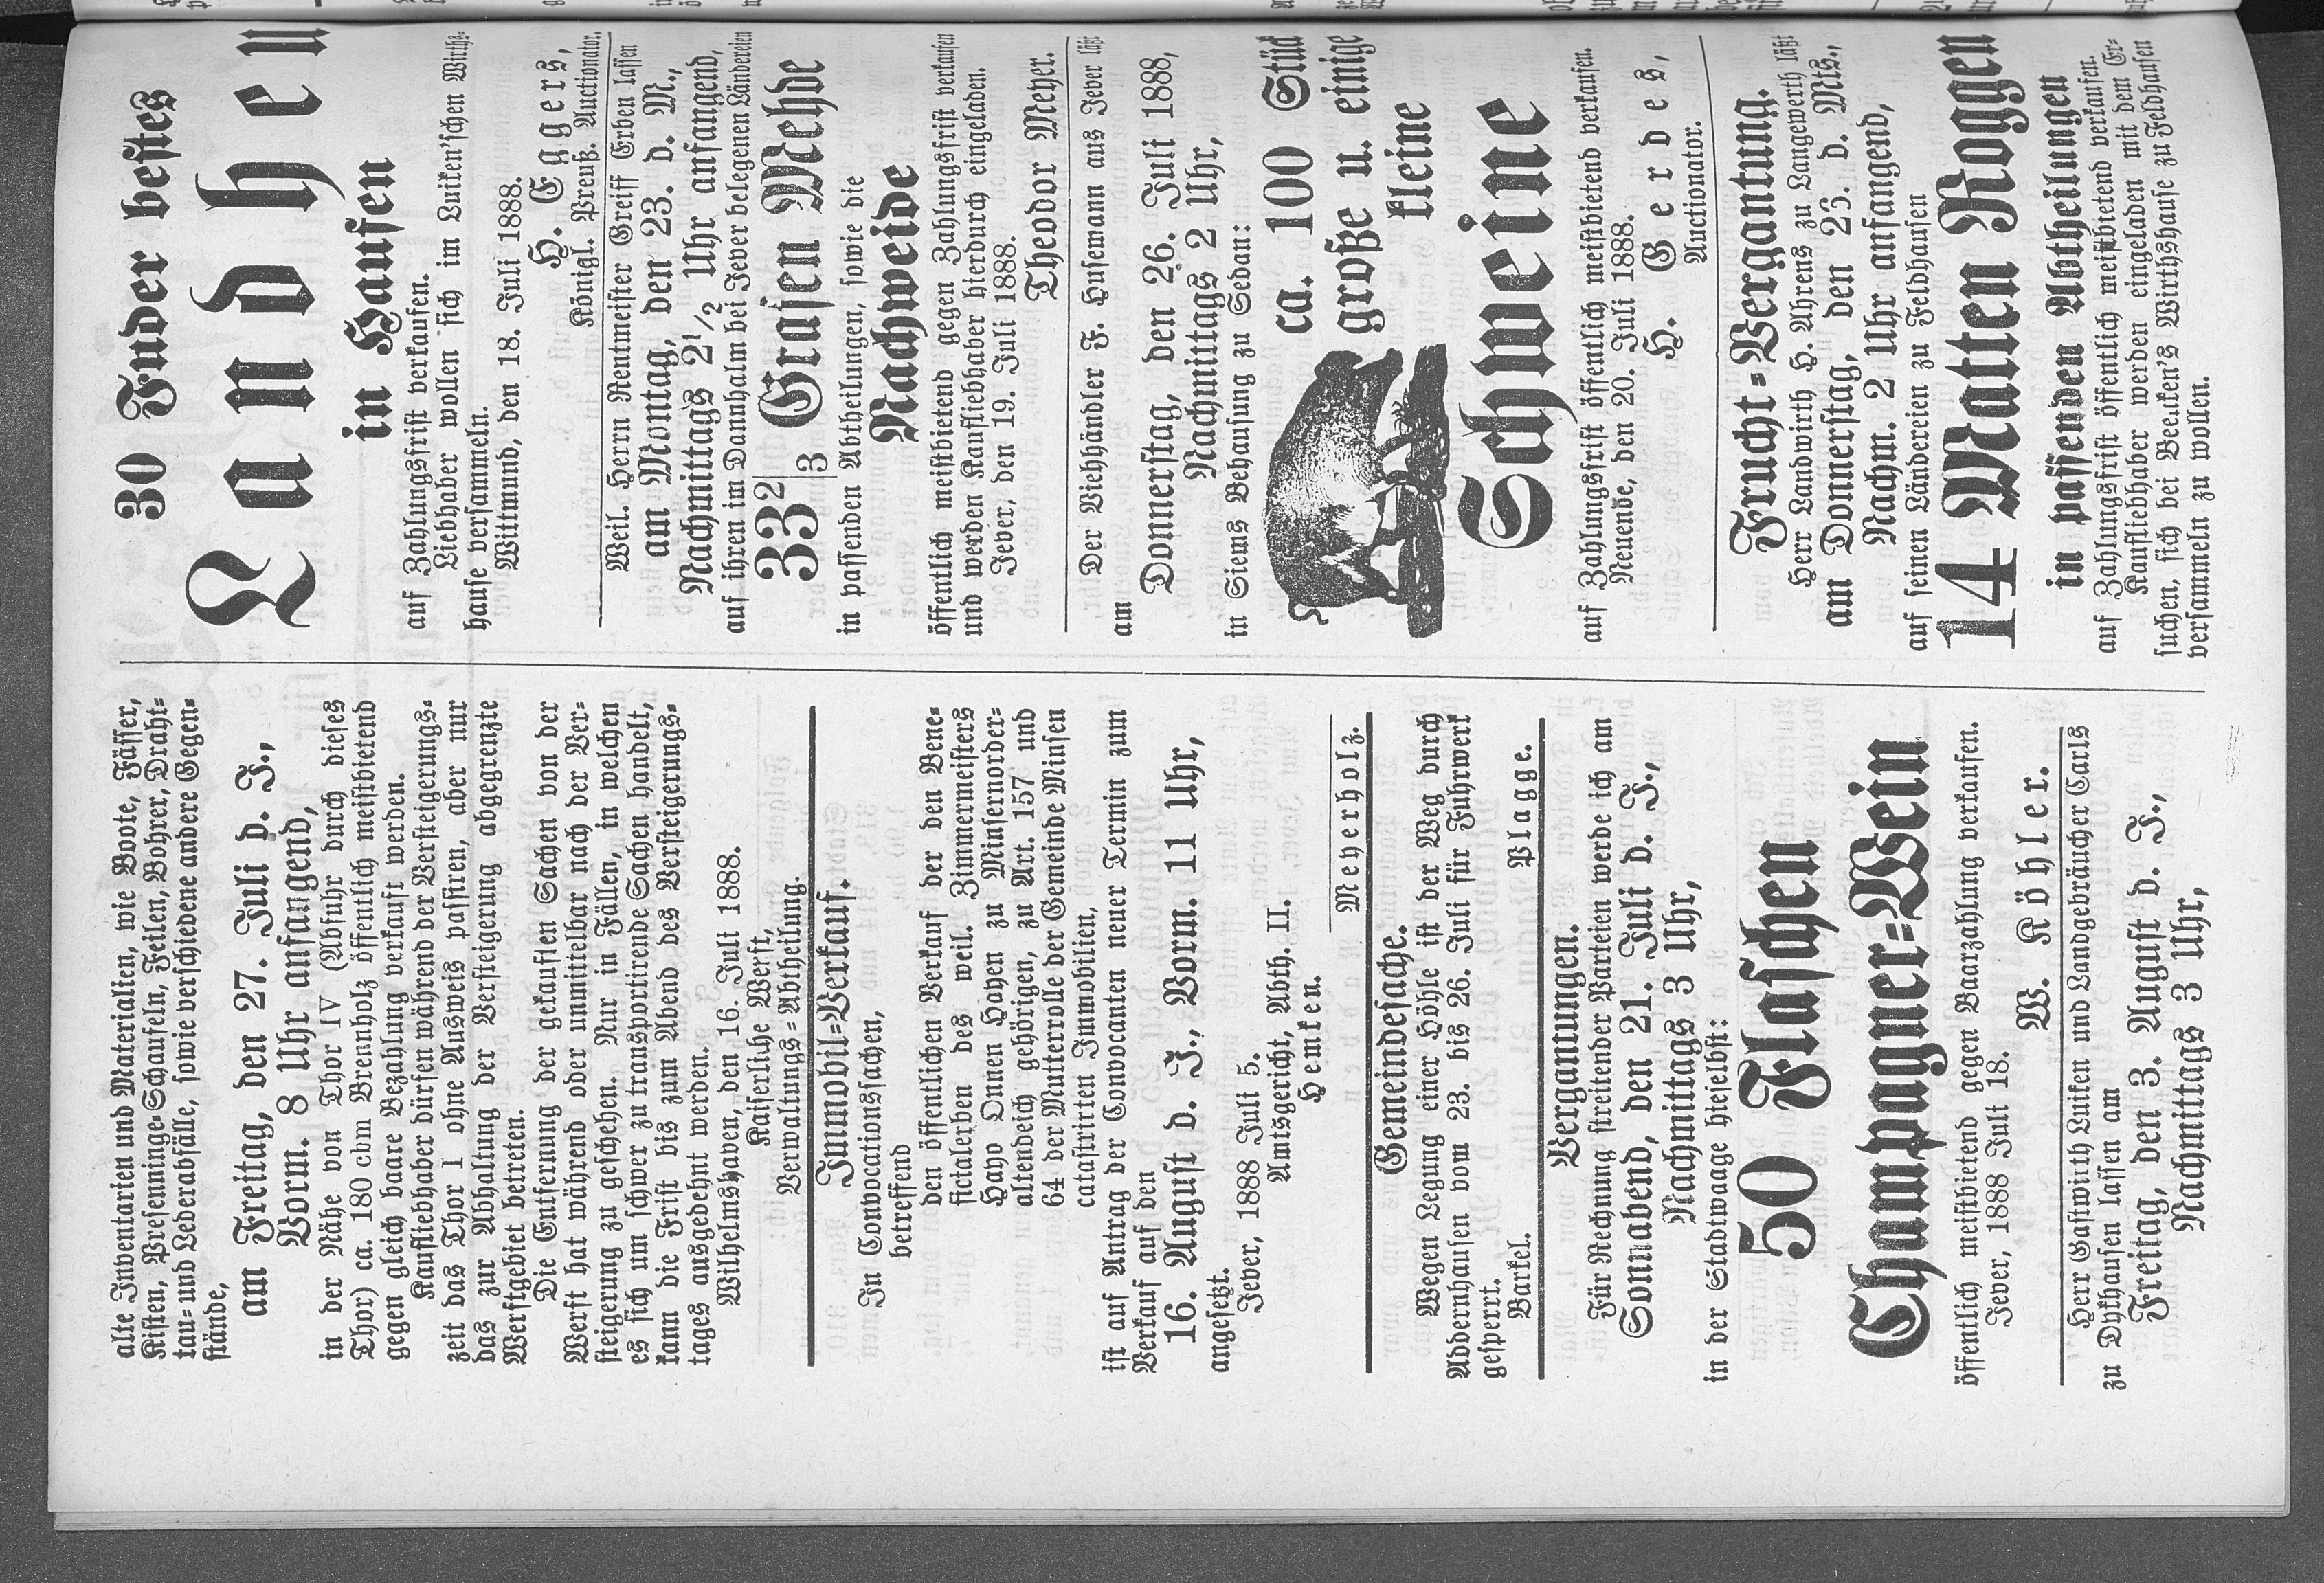 alte Inventarien und Materialien, wie Boote, Fässer,
Kisten, Presenninge-Schaufeln, Feilen, Bohrer, Draht-
tau- und Lederabfälle, sowie verschiedene andere Gegen-
stände,
am Freitag, den 27. Juli d. J.,
Vorm. 8 Uhr anfangend,
in der Nähe von Thor IV (Abfuhr durch dieses
Thor) ca. 180 cbm Brennholz öffentlich meistbietend
gegen gleich baare Bezahlung verkauft werden.
Kaufliebhaber dürfen während der Versteigerungs-
zeit das Thor I ohne Ausweis passiren, aber nur
das zur Abhaltung der Versteigerung abgegrenzte
Werftgebiet betreten.
Die Entfernung der gekauften Sachen von der
Werft hat während oder unmittelbar nach der Ver-
steigerung zu geschehen. Nur in Fällen, in welchen
es sich um schwer zu transportirende Sachen handelt,
kann die Frist bis zum Abend des Versteigerungs-
tages ausgedehnt werden.
Wilhelmshaven, den 16. Juli 1888.
Kaiserliche Werft,
Verwaltungs-Abtheilung.
Immobil-Verkauf.
In Convocationssachen,
betreffend
den öffentlichen Verkauf der den Bene-
ficialerben des weil. Zimmermeisters
Hayo Onnen Hayen zu Minsernorder-
altendeich gehörigen, zu Art. 157 und
64 der Mutterrolle der Gemeinde Minsen
catastrirten Immobilien,
ist auf Antrag der Convocanten neuer Termin zum
Verkauf auf den
16. August d. J., Vorm. 11 Uhr,
angesetzt.
Jever, 1888 Juli 5.
Amtsgericht, Abth. II.
Hemken.
Meyerholz.
Gemeindesache.
Wegen Legung einer Höhle ist der Weg durch
Addernhausen vom 23. bis 26. Juli für Fuhrwerk
gesperrt.
Barkel. Plagge.
Vergantungen.
Für Rechnung streitender Parteien werde ich am
Sonnabend, den 21. Juli d. J.,
Nachmittags 3 Uhr,
in der Stadtwaage hieselbst:
50 Flaschen
Champagner-Wein
öffentlich meistbietend gegen Baarzahlung verkaufen.
Jever, 1888 Juli 18.
W. Köhler.
Herr Gastwirth Luiken und Landgebräucher Carls
zu Dykhausen lassen am
Freitag, den 3. August d. J.,
Nachmittags 3 Uhr,
30 Fuder bestes
Landheu
in Haufen
auf Zahlungsfrist verkaufen.
Liebhaber wollen sich im Luiken'schen Wirths-
hause versammeln.
Wittmund, den 18. Juli 1888.
H. Eggers,
Königl. Preuß. Auctionator.
Weil. Herrn Rentmeister Greiff Erben lassen
am Montag, den 23. d. M.,
Nachmittags 2½ Uhr anfangend,
auf ihren im Dannhalm bei Jever belegenen Ländereien
33 2/3 Grasen Mehde
in passenden Abtheilungen, sowie die
Nachweide
öffentlich meistbietend gegen Zahlungsfrist verkaufen
und werden Kaufliebhaber hierdurch eingeladen.
Jever, den 19. Juli 1888.
Theodor Meyer.
Der Viehhändler F. Husemann aus Jever läßt
am
Donnerstag, den 26. Juli 1888,
Nachmittags 2 Uhr,
in Siems Behausung zu Sedan:
ca. 100 Stück
große u. einige
kleine
Schweine
auf Zahlungsfrist öffentlich meistbietend verkaufen.
Neuende, den 20. Juli 1888.
H. Gerdes,
Auctionator.
Frucht-Vergantung.
Herr Landwirth H. Ahrens zu Langewerth läßt
am Donnerstag, den 26. d. Mts.,
Nachm. 2 Uhr anfangend,
auf seinen Ländereien zu Feldhausen
14 Matten Roggen
in passenden Abtheilungen
auf Zahlungsfrist öffentlich meistbietend verkaufen.
Kaufliebhaber werden eingeladen mit dem Er-
suchen, sich bei Beenken's Wirthshause zu Feldhausen
versammeln zu wollen.